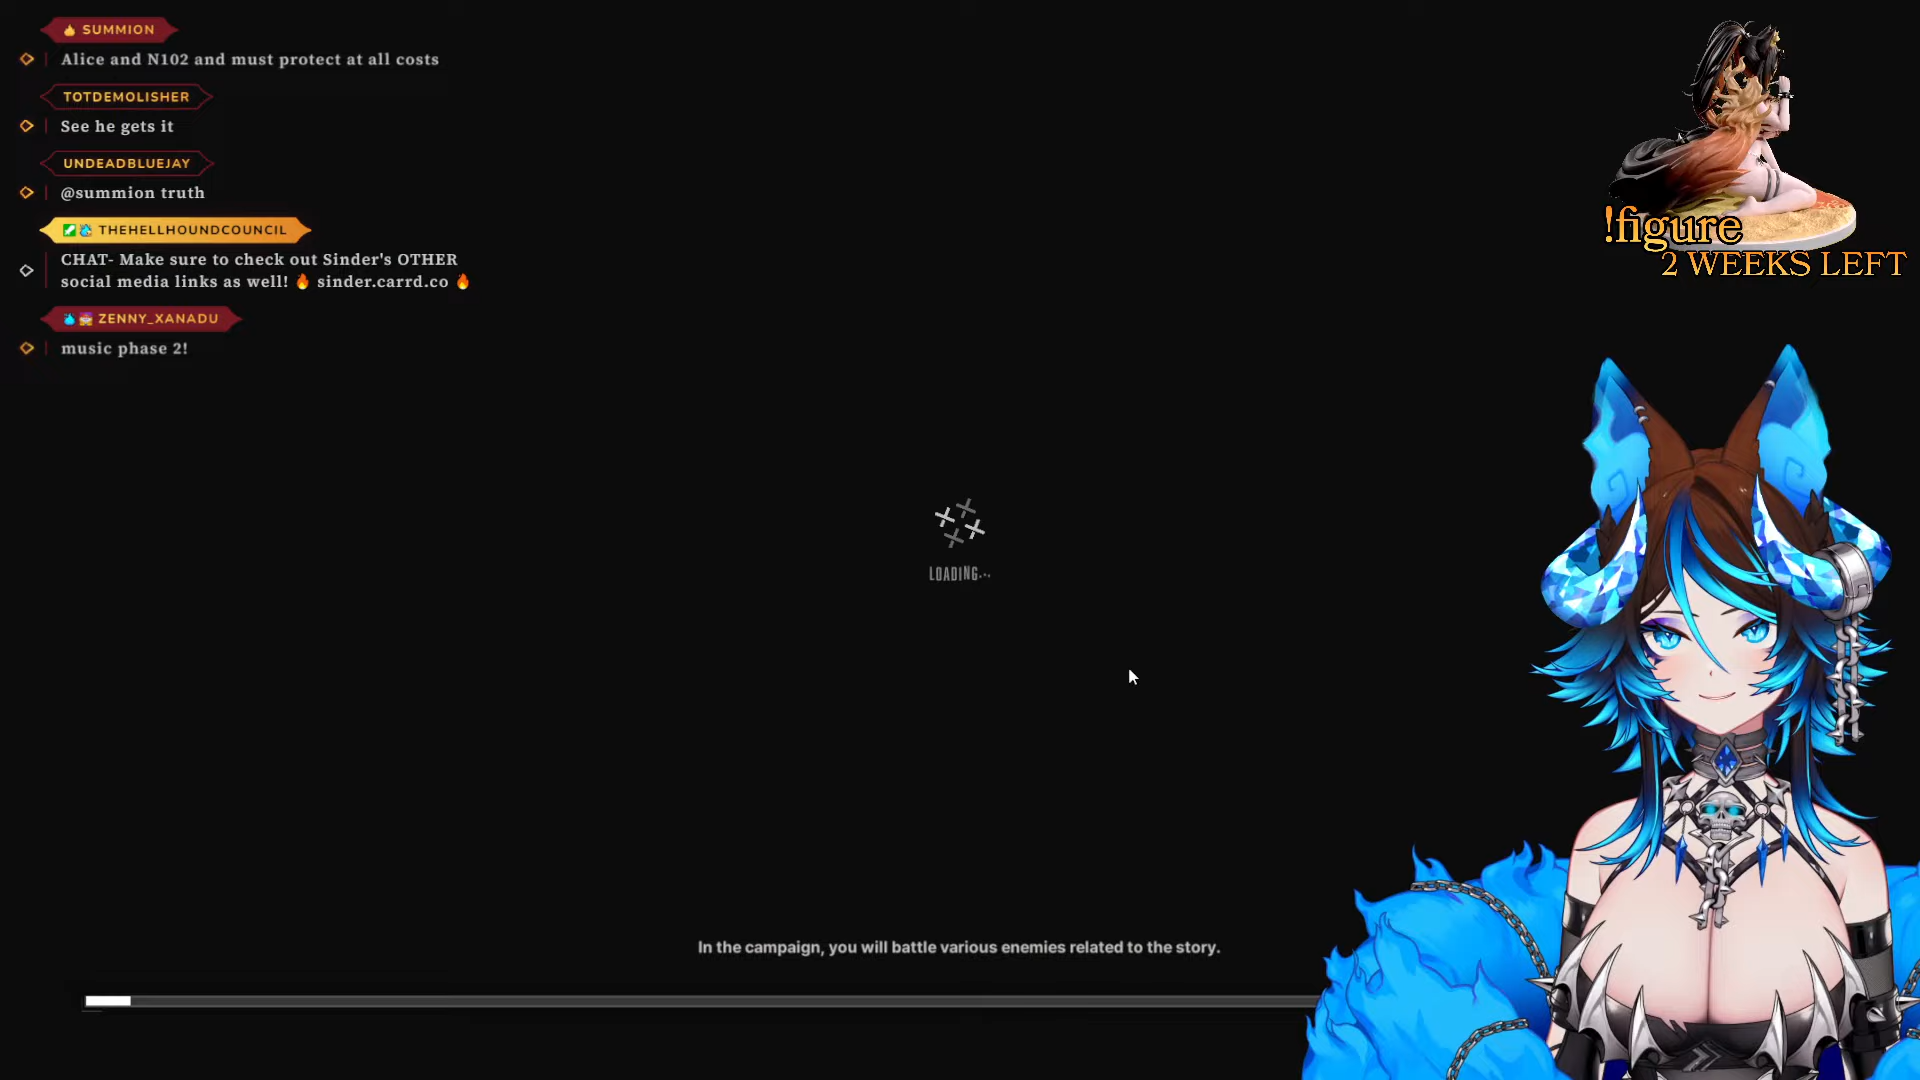 SUMMION
Alice and N102 and must protect at all costs
TOTDEMOLISHER
See he gets it
UNDEADBLUEJAY
@summion truth
THEHELLHOUNDCOUNCIL
CHAT- Make sure to check out Sinder's OTHER
social media links as well! 🔥 sinder.carrd.co 🔥
ZENNY_XANADU
music phase 2!
!figure
2 WEEKS LEFT
LOADING...
In the campaign, you will battle various enemies related to the story.